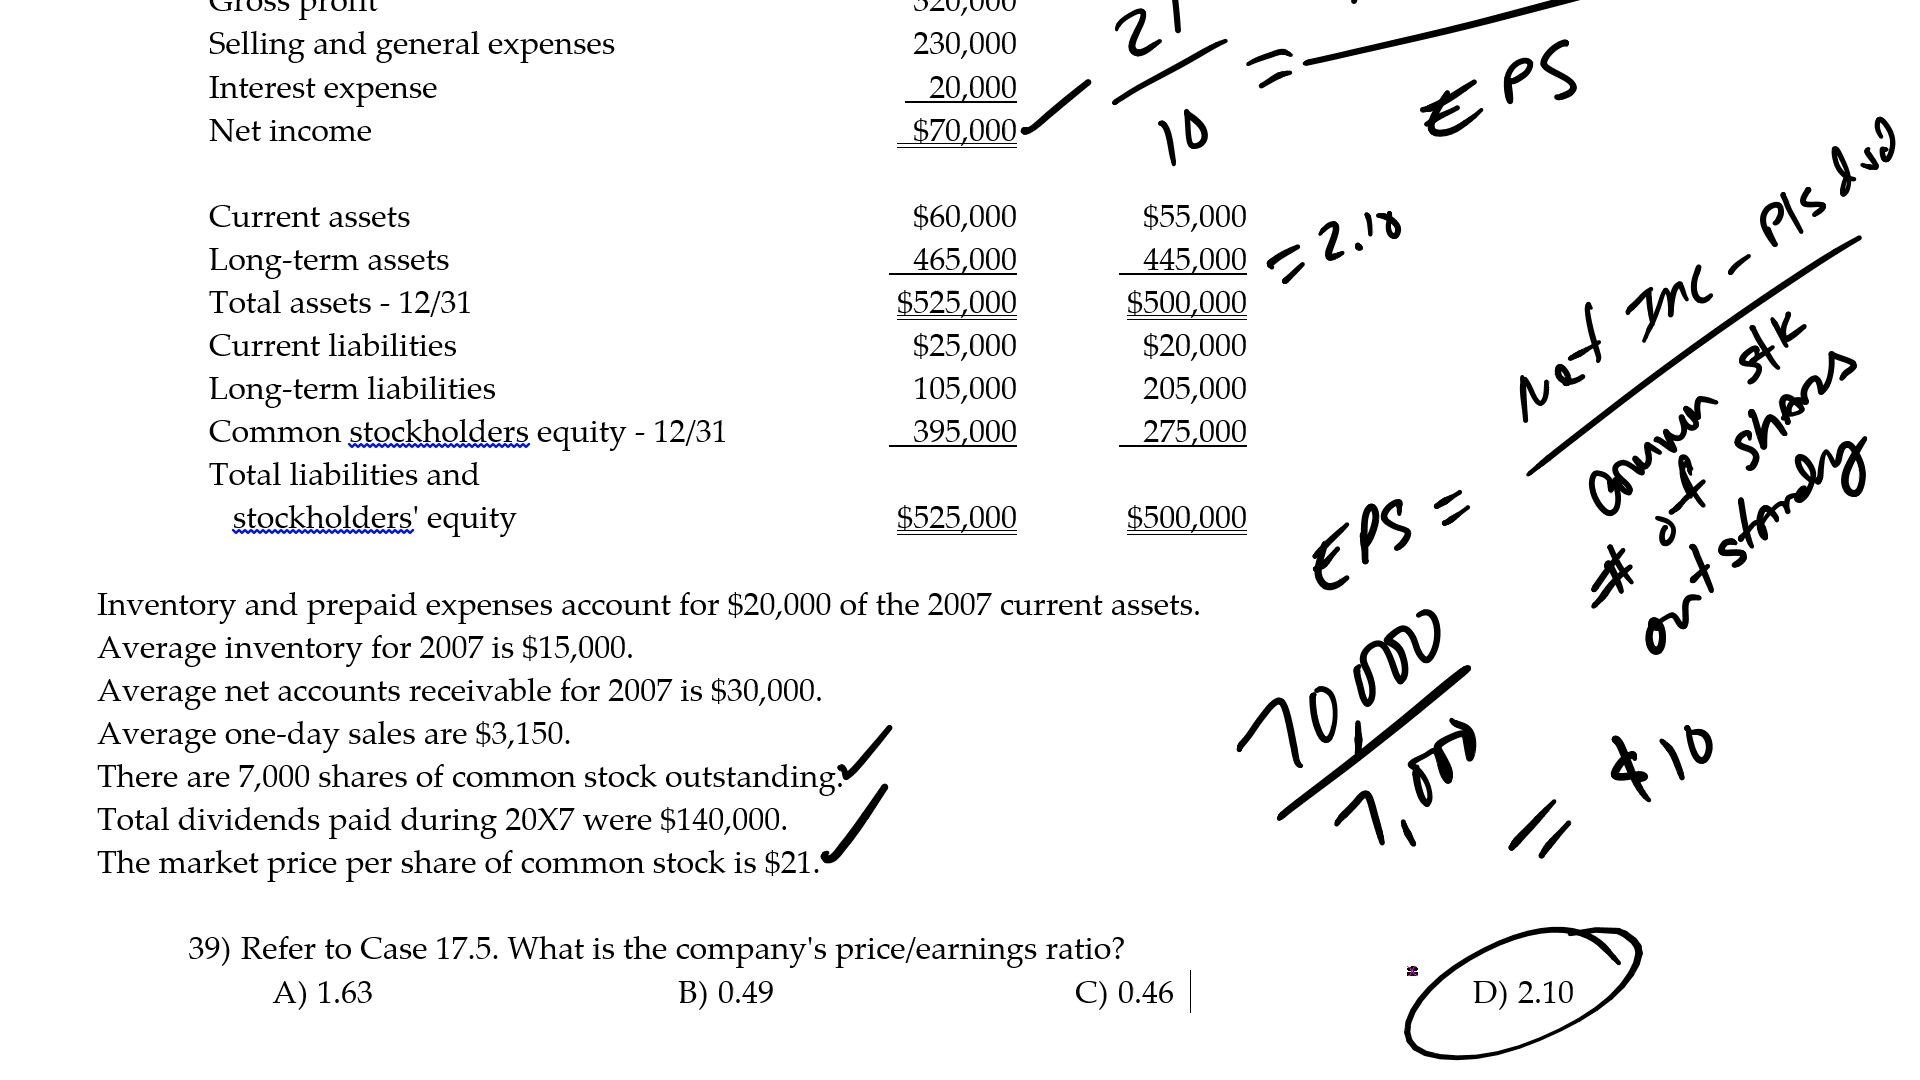 Gross profit 320,000
Selling and general expenses 230,000
Interest expense 20,000
Net income $70,000
21
10
=
EPS
Current assets $60,000 $55,000
Long-term assets 465,000 445,000
Total assets - 12/31 $525,000 $500,000
Current liabilities $25,000 $20,000
Long-term liabilities 105,000 205,000
Common stockholders equity - 12/31 395,000 275,000
Total liabilities and
stockholders' equity $525,000 $500,000
= 2.10
EPS =
Net Inc - P/S
common stk
# of shares
outstandg
70,000
7,000
= $10
Inventory and prepaid expenses account for $20,000 of the 2007 current assets.
Average inventory for 2007 is $15,000.
Average net accounts receivable for 2007 is $30,000.
Average one-day sales are $3,150.
There are 7,000 shares of common stock outstanding.
Total dividends paid during 20X7 were $140,000.
The market price per share of common stock is $21.
39) Refer to Case 17.5. What is the company's price/earnings ratio?
A) 1.63 B) 0.49 C) 0.46 D) 2.10